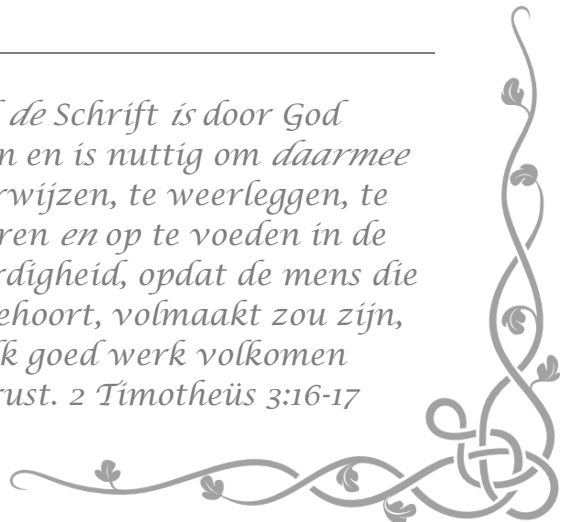 de Schrift is door God
n en is nuttig om daarmee
rwijzen, te weerleggen, te
ren en op te voeden in de
rdigheid, opdat de mens die
ehoort, volmaakt zou zijn,
lk goed werk volkomen
rust. 2 Timotheüs 3:16-17